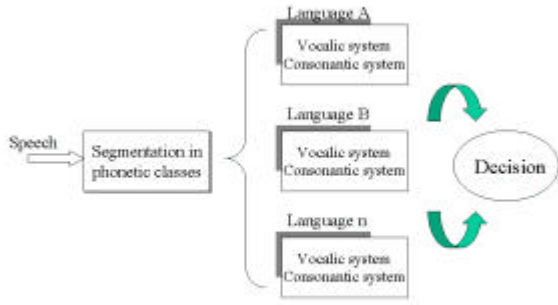 Speech
Segmentation in
phonetic classes
Language A
Vocalic system
Consonantic system
Language B
Vocalic system
Consonantic system
Language n
Vocalic system
Consonantic system
Decision